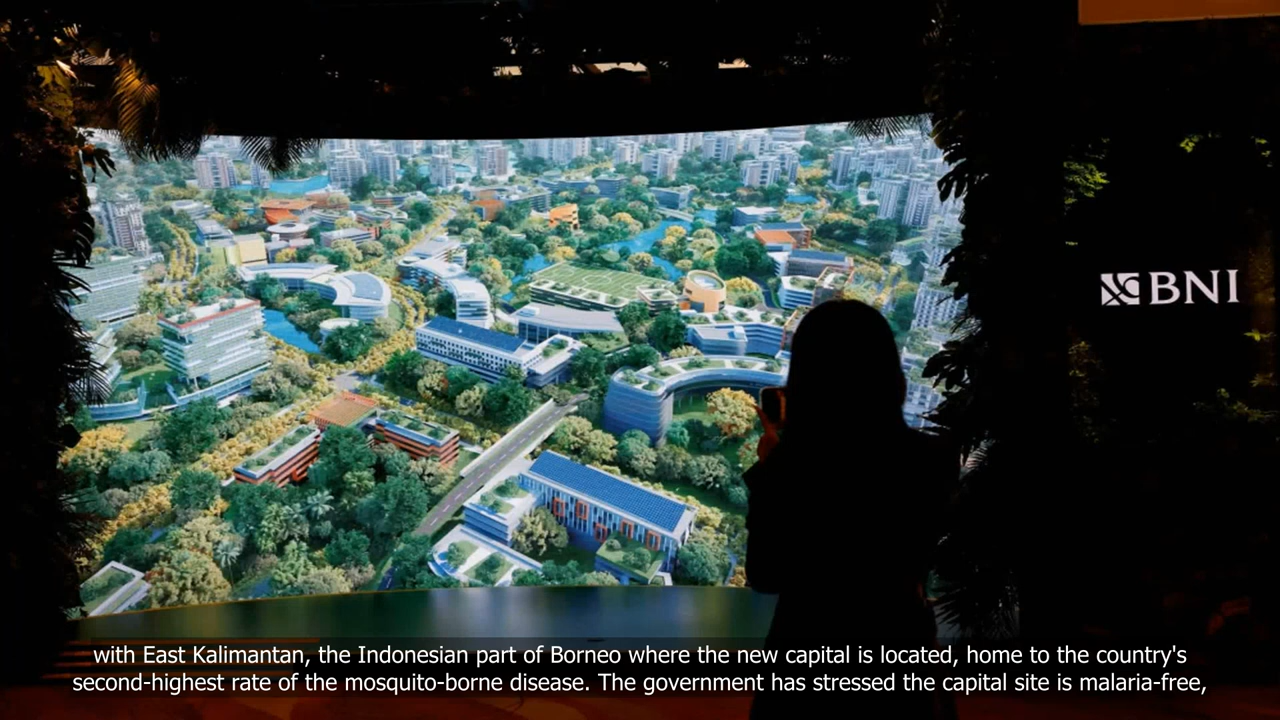 BNI
with East Kalimantan, the Indonesian part of Borneo where the new capital is located, home to the country's
second-highest rate of the mosquito-borne disease. The government has stressed the capital site is malaria-free,